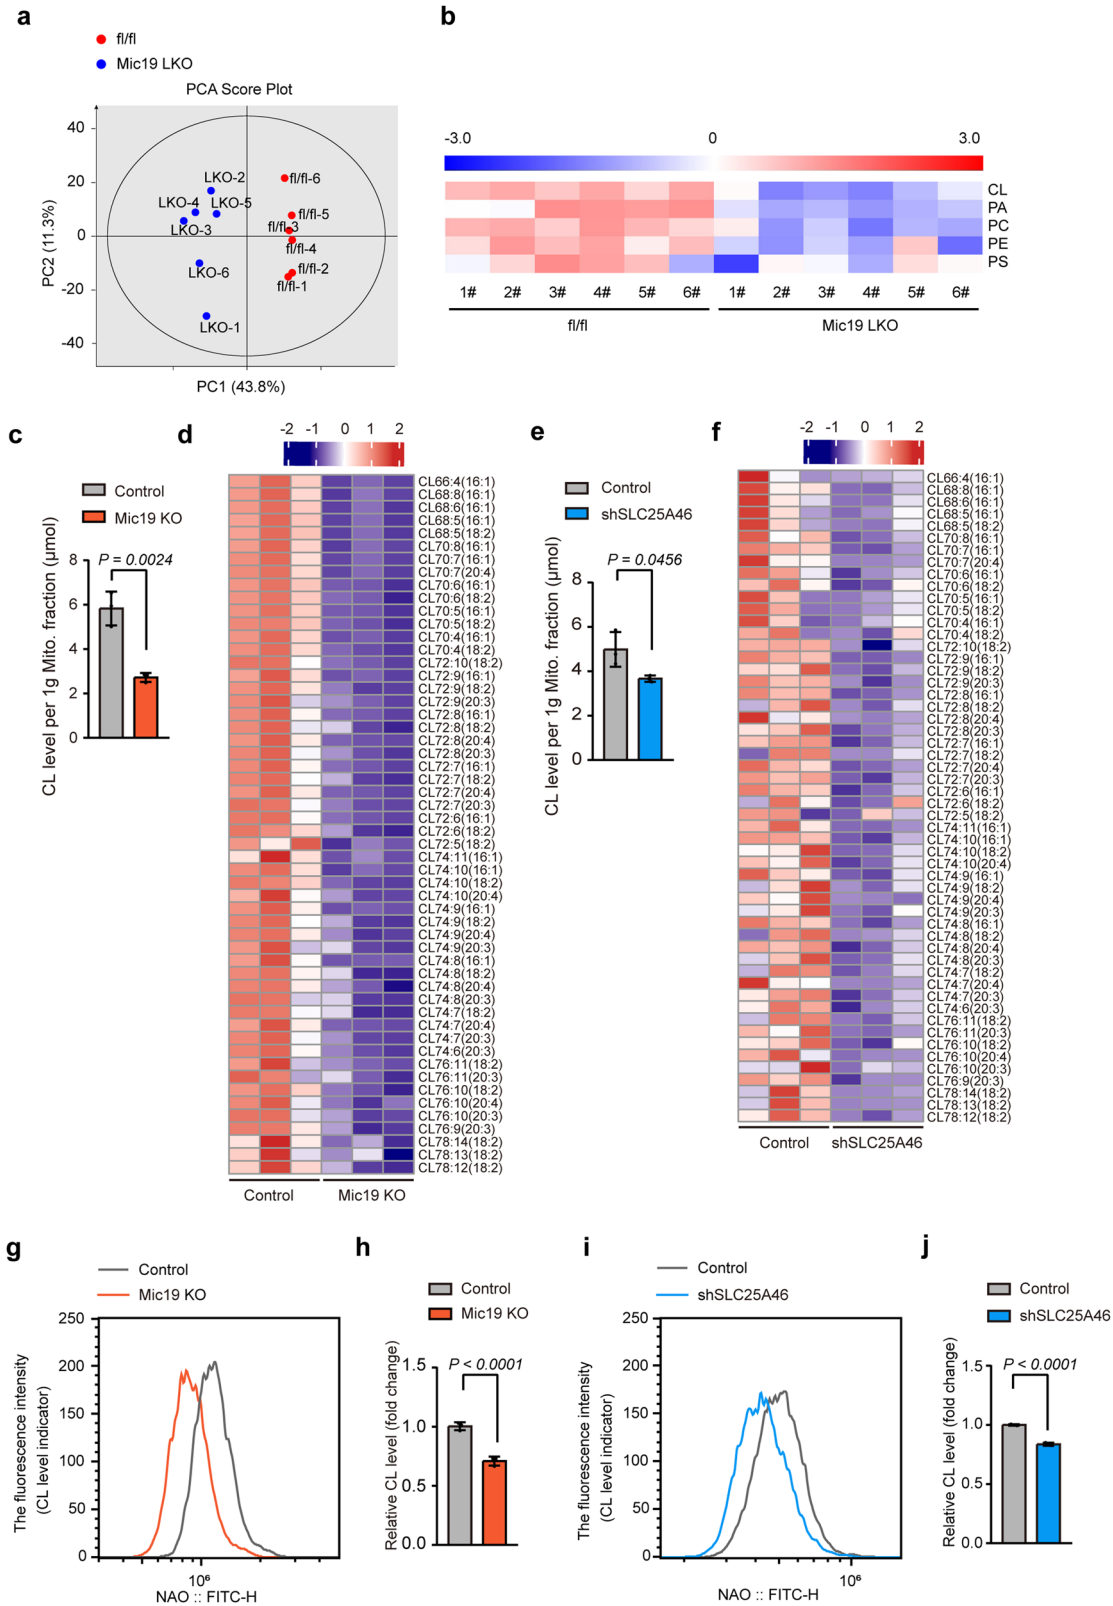 a
fl/fl
Mic19 LKO
PCA Score Plot
PC2 (11.3%)
40
20
0
-20
-40
LKO-2
LKO-4
LKO-5
LKO-3
LKO-6
LKO-1
fl/fl-6
fl/fl-5
fl/fl-3
fl/fl-4
fl/fl-2
fl/fl-1
PC1 (43.8%)
b
-3.0 0 3.0
CL
PA
PC
PE
PS
1# 2# 3# 4# 5# 6# 1# 2# 3# 4# 5# 6#
fl/fl Mic19 LKO
c
Control
Mic19 KO
P = 0.0024
CL level per 1g Mito. fraction (μmol)
8
6
4
2
0
d
-2 -1 0 1 2
CL66:4(16:1)
CL68:8(16:1)
CL68:6(16:1)
CL68:5(16:1)
CL68:5(18:2)
CL70:8(16:1)
CL70:7(16:1)
CL70:7(20:4)
CL70:6(16:1)
CL70:6(18:2)
CL70:5(16:1)
CL70:5(18:2)
CL70:4(16:1)
CL70:4(18:2)
CL72:10(18:2)
CL72:9(16:1)
CL72:9(18:2)
CL72:9(20:3)
CL72:8(16:1)
CL72:8(18:2)
CL72:8(20:4)
CL72:8(20:3)
CL72:7(16:1)
CL72:7(18:2)
CL72:7(20:4)
CL72:7(20:3)
CL72:6(16:1)
CL72:6(18:2)
CL72:5(18:2)
CL74:11(16:1)
CL74:10(16:1)
CL74:10(18:2)
CL74:10(20:4)
CL74:9(16:1)
CL74:9(18:2)
CL74:9(20:4)
CL74:9(20:3)
CL74:8(16:1)
CL74:8(18:2)
CL74:8(20:4)
CL74:8(20:3)
CL74:7(18:2)
CL74:7(20:4)
CL74:7(20:3)
CL74:6(20:3)
CL76:11(18:2)
CL76:11(20:3)
CL76:10(18:2)
CL76:10(20:4)
CL76:10(20:3)
CL76:9(20:3)
CL78:14(18:2)
CL78:13(18:2)
CL78:12(18:2)
Control Mic19 KO
e
Control
shSLC25A46
P = 0.0456
CL level per 1g Mito. fraction (μmol)
8
6
4
2
0
f
-2 -1 0 1 2
CL66:4(16:1)
CL68:8(16:1)
CL68:6(16:1)
CL68:5(16:1)
CL68:5(18:2)
CL70:8(16:1)
CL70:7(16:1)
CL70:7(20:4)
CL70:6(16:1)
CL70:6(18:2)
CL70:5(16:1)
CL70:5(18:2)
CL70:4(16:1)
CL70:4(18:2)
CL72:10(18:2)
CL72:9(16:1)
CL72:9(18:2)
CL72:9(20:3)
CL72:8(16:1)
CL72:8(18:2)
CL72:8(20:4)
CL72:8(20:3)
CL72:7(16:1)
CL72:7(18:2)
CL72:7(20:4)
CL72:7(20:3)
CL72:6(16:1)
CL72:6(18:2)
CL72:5(18:2)
CL74:11(16:1)
CL74:10(16:1)
CL74:10(18:2)
CL74:10(20:4)
CL74:9(16:1)
CL74:9(18:2)
CL74:9(20:4)
CL74:9(20:3)
CL74:8(16:1)
CL74:8(18:2)
CL74:8(20:4)
CL74:8(20:3)
CL74:7(18:2)
CL74:7(20:4)
CL74:7(20:3)
CL74:6(20:3)
CL76:11(18:2)
CL76:11(20:3)
CL76:10(18:2)
CL76:10(20:4)
CL76:10(20:3)
CL76:9(20:3)
CL78:14(18:2)
CL78:13(18:2)
CL78:12(18:2)
Control shSLC25A46
g
Control
Mic19 KO
The fluorescence intensity
(CL level indicator)
250
200
150
100
50
0
10⁶
NAO :: FITC-H
h
Control
Mic19 KO
P < 0.0001
Relative CL level (fold change)
1.5
1.0
0.5
0.0
i
Control
shSLC25A46
The fluorescence intensity
(CL level indicator)
250
200
150
100
50
0
10⁶
NAO :: FITC-H
j
Control
shSLC25A46
P < 0.0001
Relative CL level (fold change)
1.5
1.0
0.5
0.0